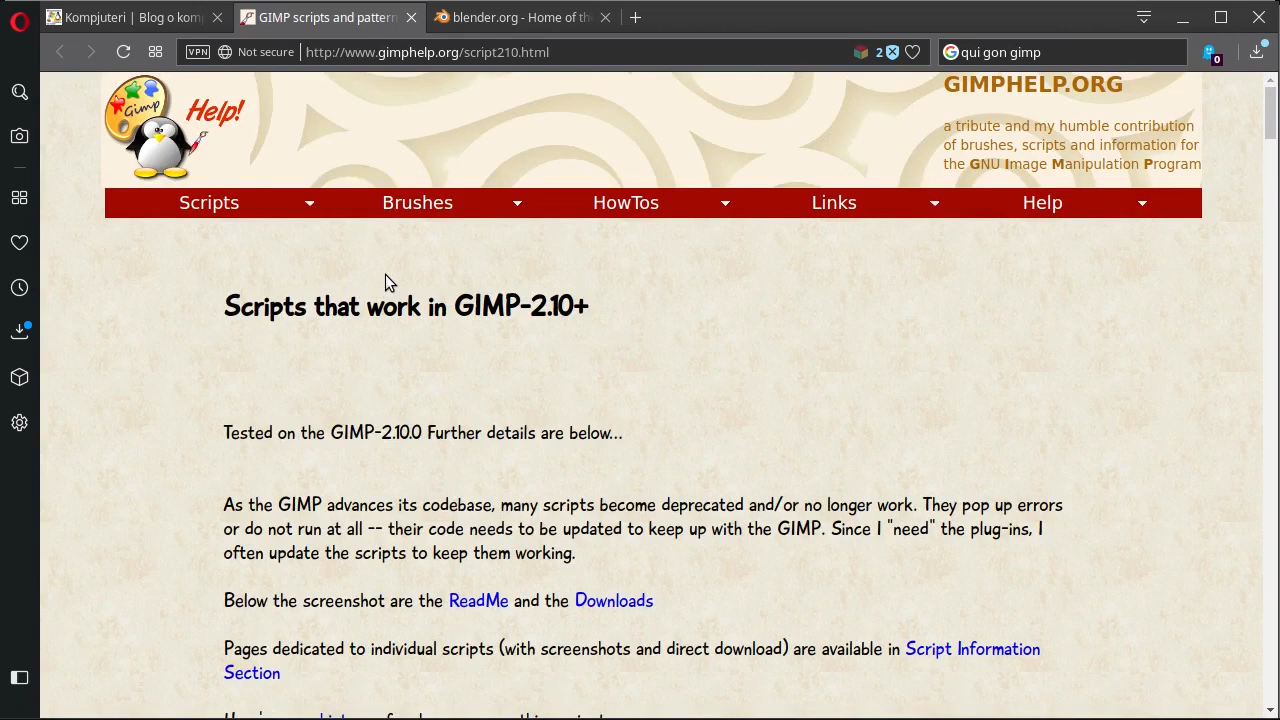 Kompjuteri | Blog o kom
GIMP scripts and pattern
blender.org - Home of the
VPN
Not secure
http://www.gimphelp.org/script210.html
2
qui gon gimp
0
Gimp
Help!
GIMPHELP.ORG
a tribute and my humble contribution
of brushes, scripts and information for
the GNU Image Manipulation Program
Scripts
Brushes
HowTos
Links
Help
Scripts that work in GIMP-2.10+
Tested on the GIMP-2.10.0 Further details are below...
As the GIMP advances its codebase, many scripts become deprecated and/or no longer work. They pop up errors
or do not run at all -- their code needs to be updated to keep up with the GIMP. Since I "need" the plug-ins, I
often update the scripts to keep them working.
Below the screenshot are the ReadMe and the Downloads
Pages dedicated to individual scripts (with screenshots and direct download) are available in Script Information
Section